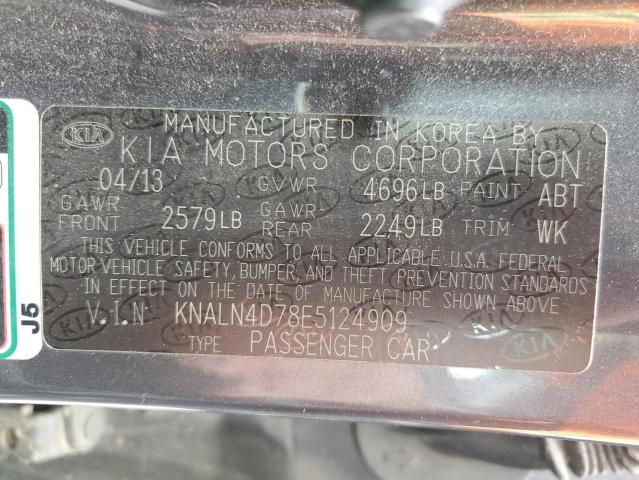 KIA
MANUFACTURED IN KOREA BY
KIA MOTORS CORPORATION
04/13 GVWR 4696LB PAINT ABT
GAWR FRONT 2579LB GAWR REAR 2249LB TRIM WK
THIS VEHICLE CONFORMS TO ALL APPLICABLE U.S.A. FEDERAL
MOTOR-VEHICLE SAFETY, BUMPER, AND THEFT PREVENTION STANDARDS
IN EFFECT ON THE DATE OF MANUFACTURE SHOWN ABOVE
V.I.N KNALN4D78E5124909
TYPE PASSENGER CAR
KIA
J5